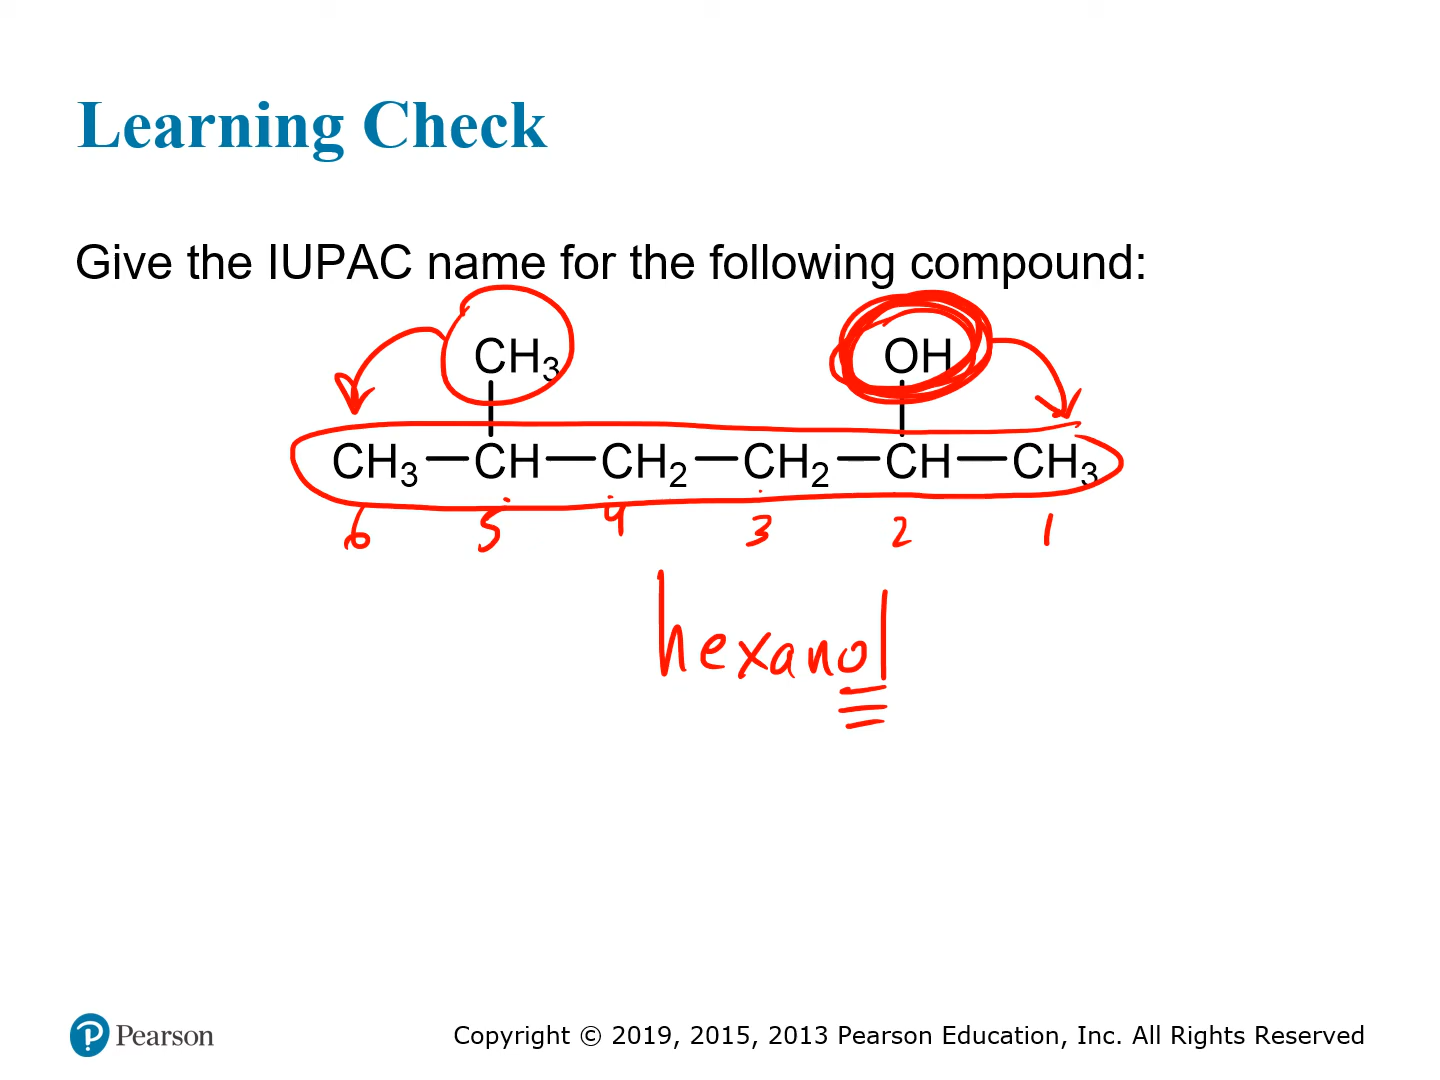 Learning Check
Give the IUPAC name for the following compound:
CH₃ OH
CH₃—CH—CH₂—CH₂—CH—CH₃
6 5 4 3 2 1
hexanol
Pearson
Copyright © 2019, 2015, 2013 Pearson Education, Inc. All Rights Reserved